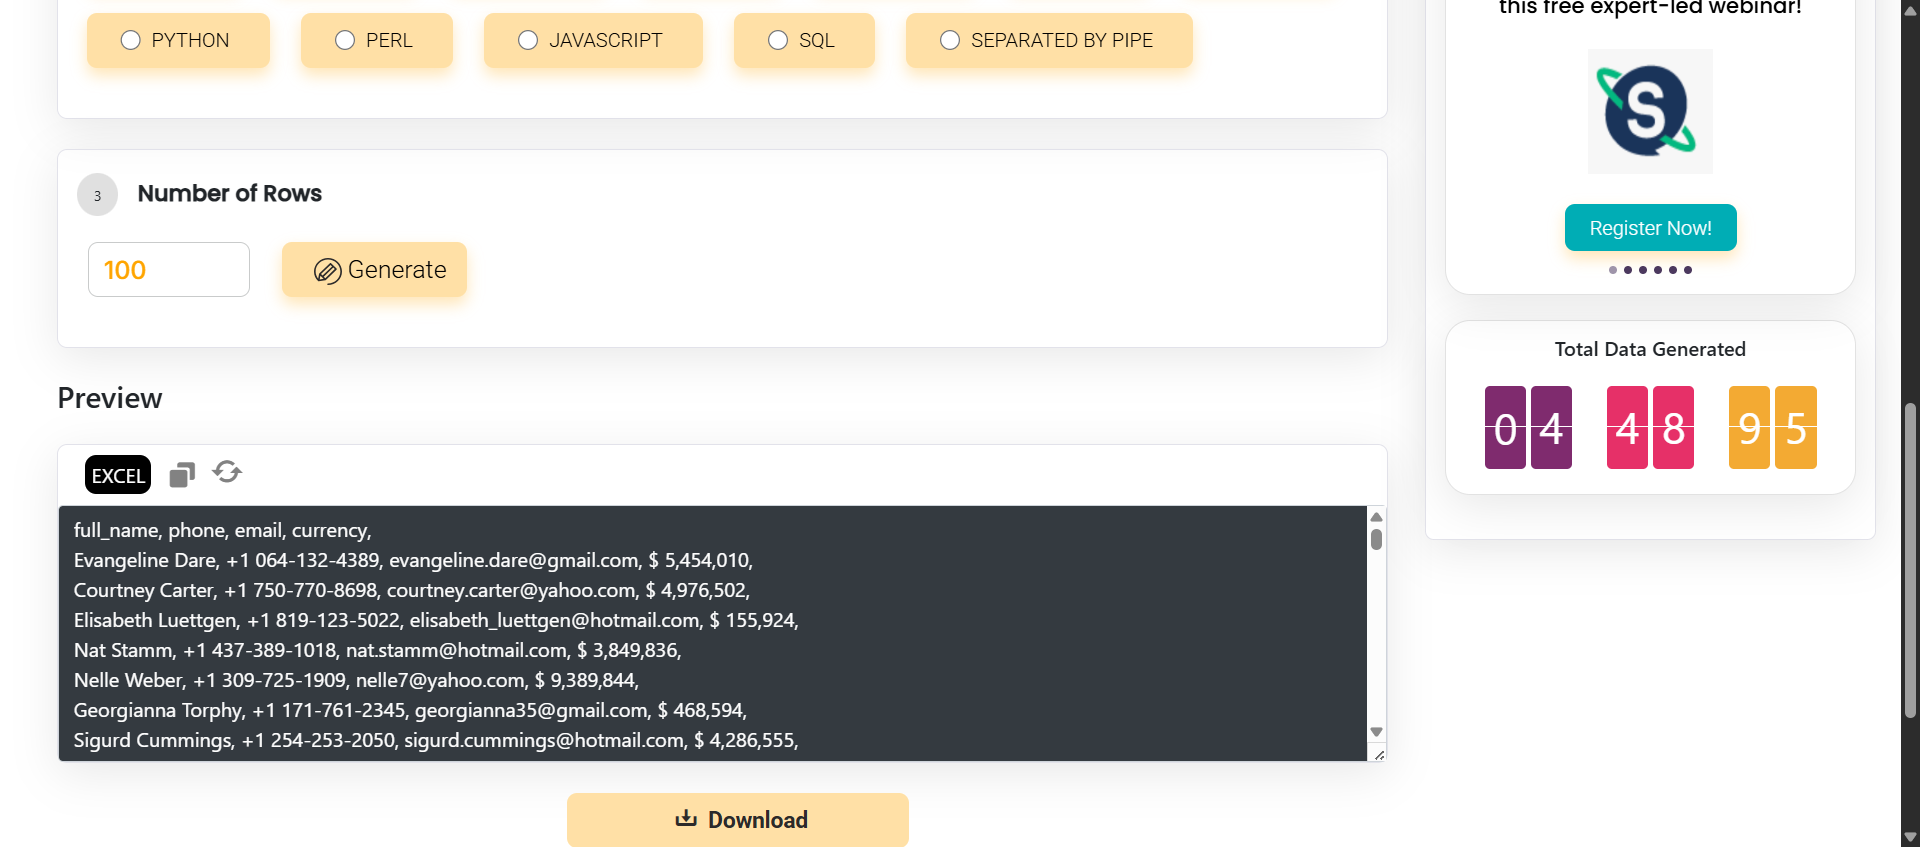 PYTHON
PERL
JAVASCRIPT
SQL
SEPARATED BY PIPE
3
Number of Rows
100
Generate
Preview
EXCEL
full_name, phone, email, currency,
Evangeline Dare, +1 064-132-4389, evangeline.dare@gmail.com, $ 5,454,010,
Courtney Carter, +1 750-770-8698, courtney.carter@yahoo.com, $ 4,976,502,
Elisabeth Luettgen, +1 819-123-5022, elisabeth_luettgen@hotmail.com, $ 155,924,
Nat Stamm, +1 437-389-1018, nat.stamm@hotmail.com, $ 3,849,836,
Nelle Weber, +1 309-725-1909, nelle7@yahoo.com, $ 9,389,844,
Georgianna Torphy, +1 171-761-2345, georgianna35@gmail.com, $ 468,594,
Sigurd Cummings, +1 254-253-2050, sigurd.cummings@hotmail.com, $ 4,286,555,
Download
this free expert-led webinar!
S
Register Now!
Total Data Generated
04 48 95